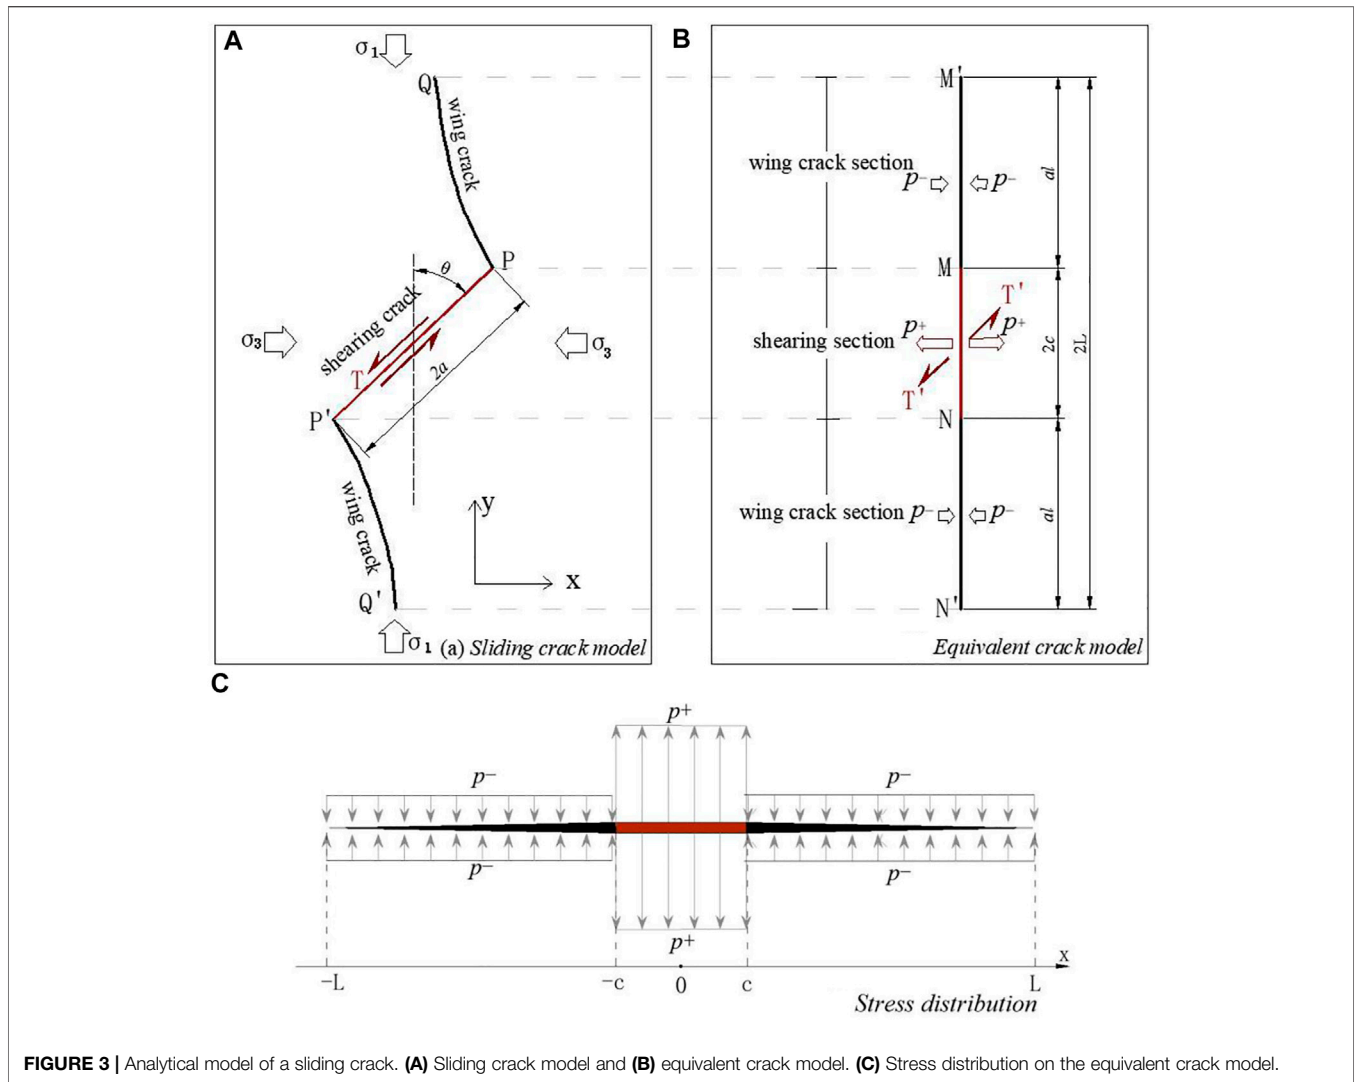 A
σ1
Q
wing crack
P
θ
shearing crack
σ3
σ3
T
2a
P'
wing crack
y
x
Q'
σ1 (a) Sliding crack model
B
M'
wing crack section
p− p−
al
M
T'
p+ p+
shearing section
2c
2L
T'
N
wing crack section p− p−
al
N'
Equivalent crack model
C
p+
p− p−
p− p−
p+
x
−L −c 0 c L
Stress distribution
FIGURE 3 | Analytical model of a sliding crack. (A) Sliding crack model and (B) equivalent crack model. (C) Stress distribution on the equivalent crack model.